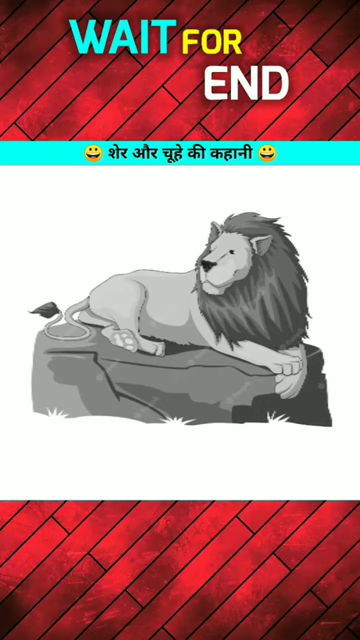 WAIT FOR
END
😀 शेर और चूहे की कहानी 😀